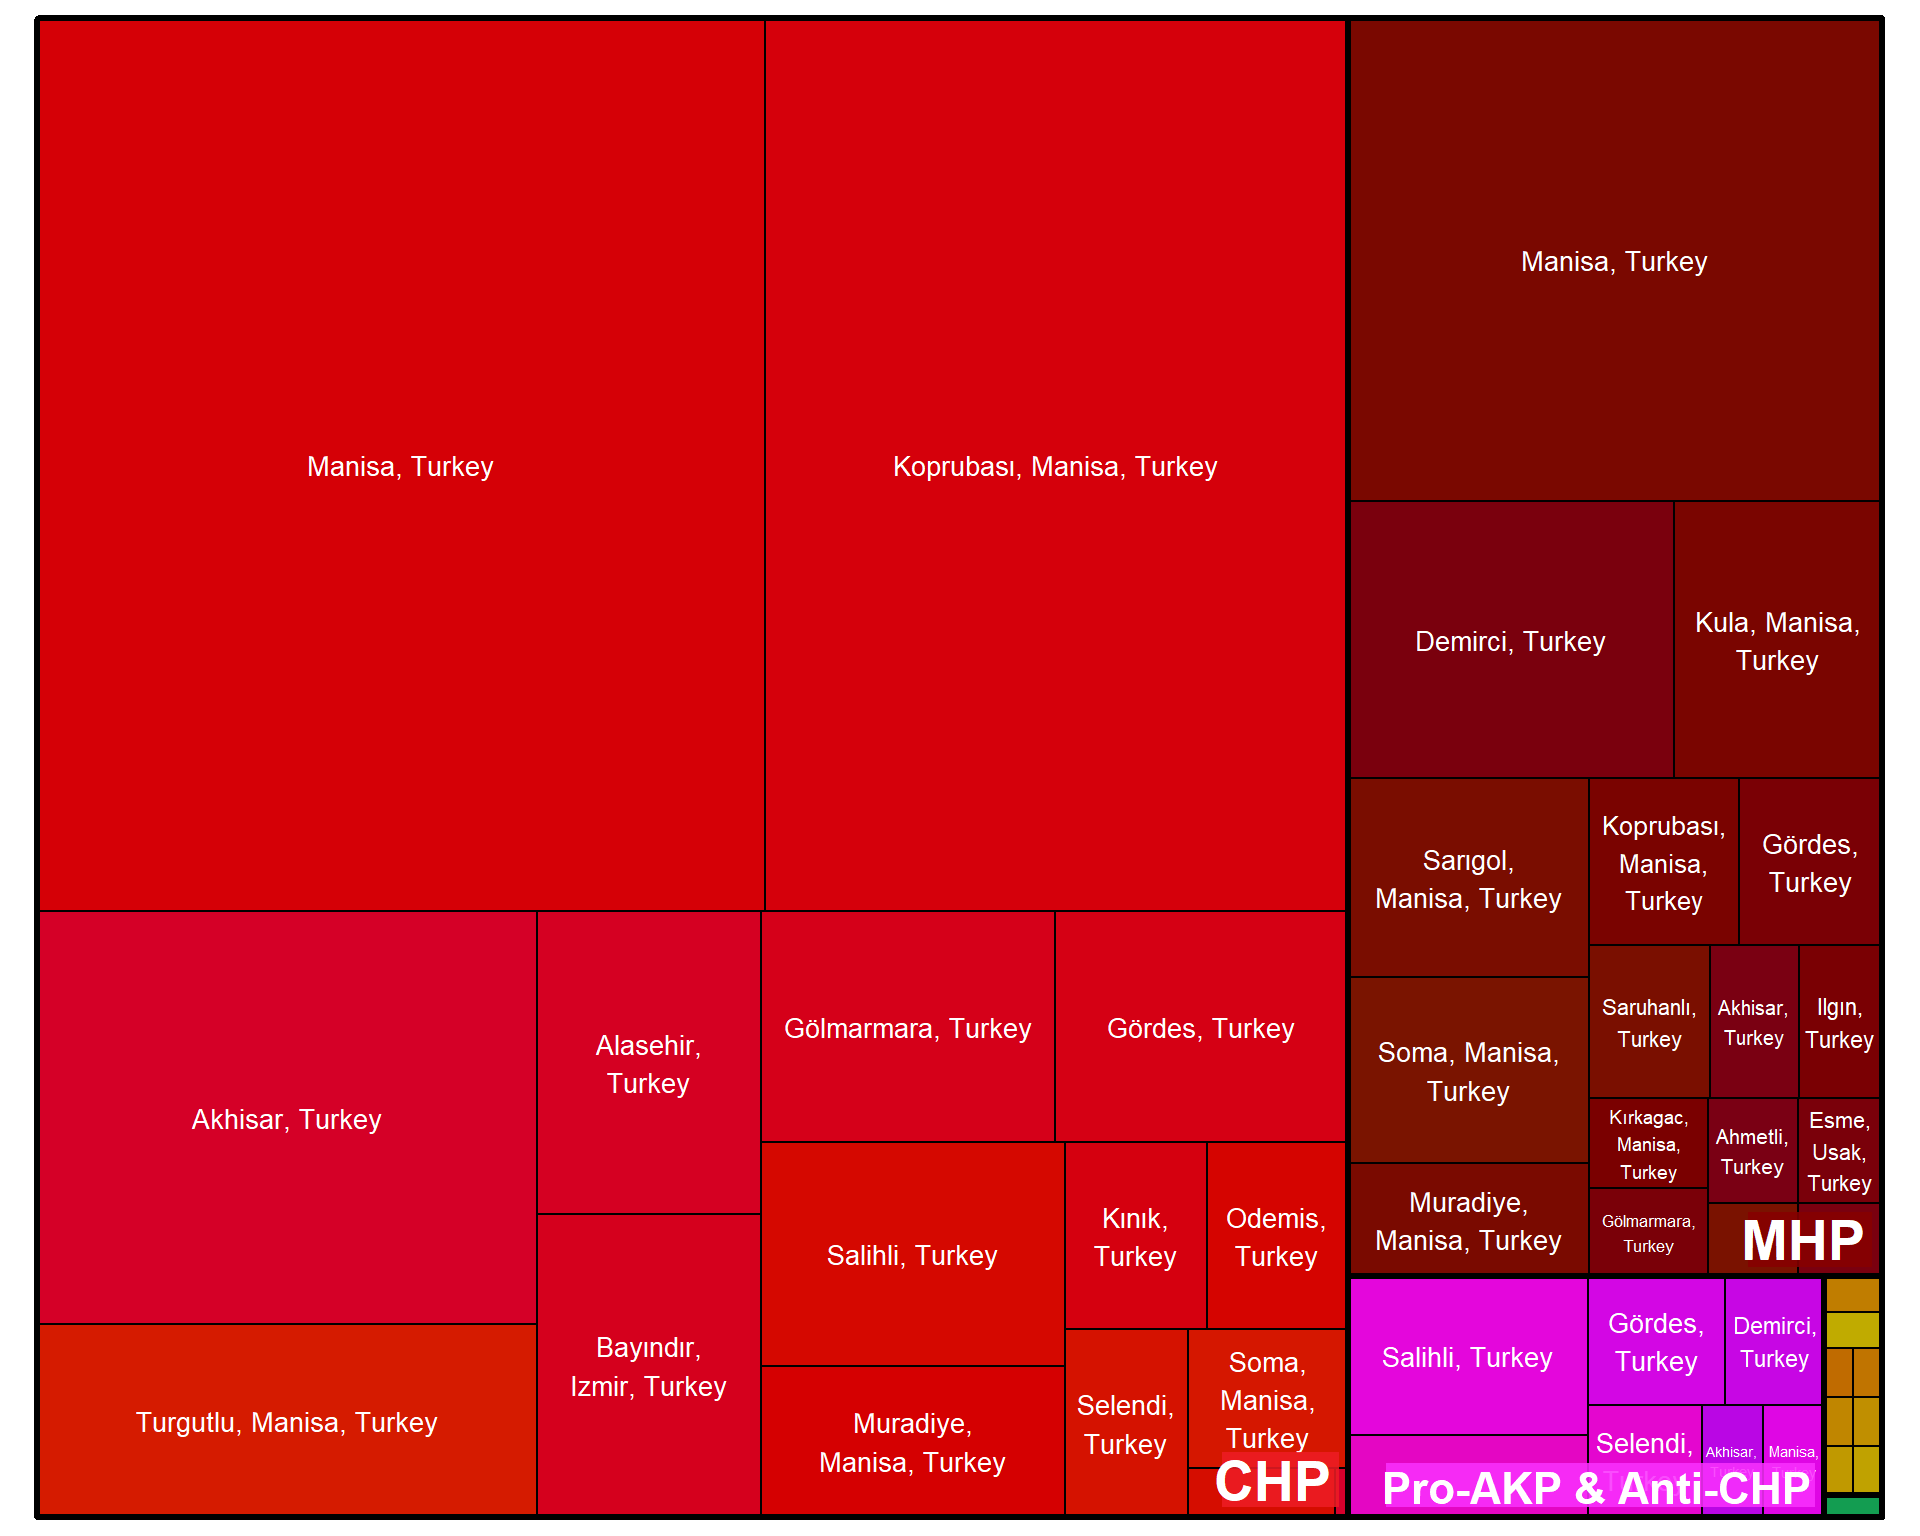 Manisa, Turkey
Koprubası, Manisa, Turkey
Akhisar, Turkey
Turgutlu, Manisa, Turkey
Alasehir,
Turkey
Bayındır,
Izmir, Turkey
Gölmarmara, Turkey
Gördes, Turkey
Salihli, Turkey
Muradiye,
Manisa, Turkey
Kınık,
Turkey
Odemis,
Turkey
Selendi,
Turkey
Soma,
Manisa,
Turkey
CHP
Manisa, Turkey
Demirci, Turkey
Kula, Manisa,
Turkey
Sarıgol,
Manisa, Turkey
Koprubası,
Manisa,
Turkey
Gördes,
Turkey
Soma, Manisa,
Turkey
Muradiye,
Manisa, Turkey
Saruhanlı,
Turkey
Akhisar,
Turkey
Ilgın,
Turkey
Kırkagac,
Manisa,
Turkey
Ahmetli,
Turkey
Esme,
Usak,
Turkey
Gölmarmara,
Turkey
MHP
Salihli, Turkey
Gördes,
Turkey
Demirci,
Turkey
Selendi,
Turkey
Akhisar,
Manisa,
Pro-AKP & Anti-CHP